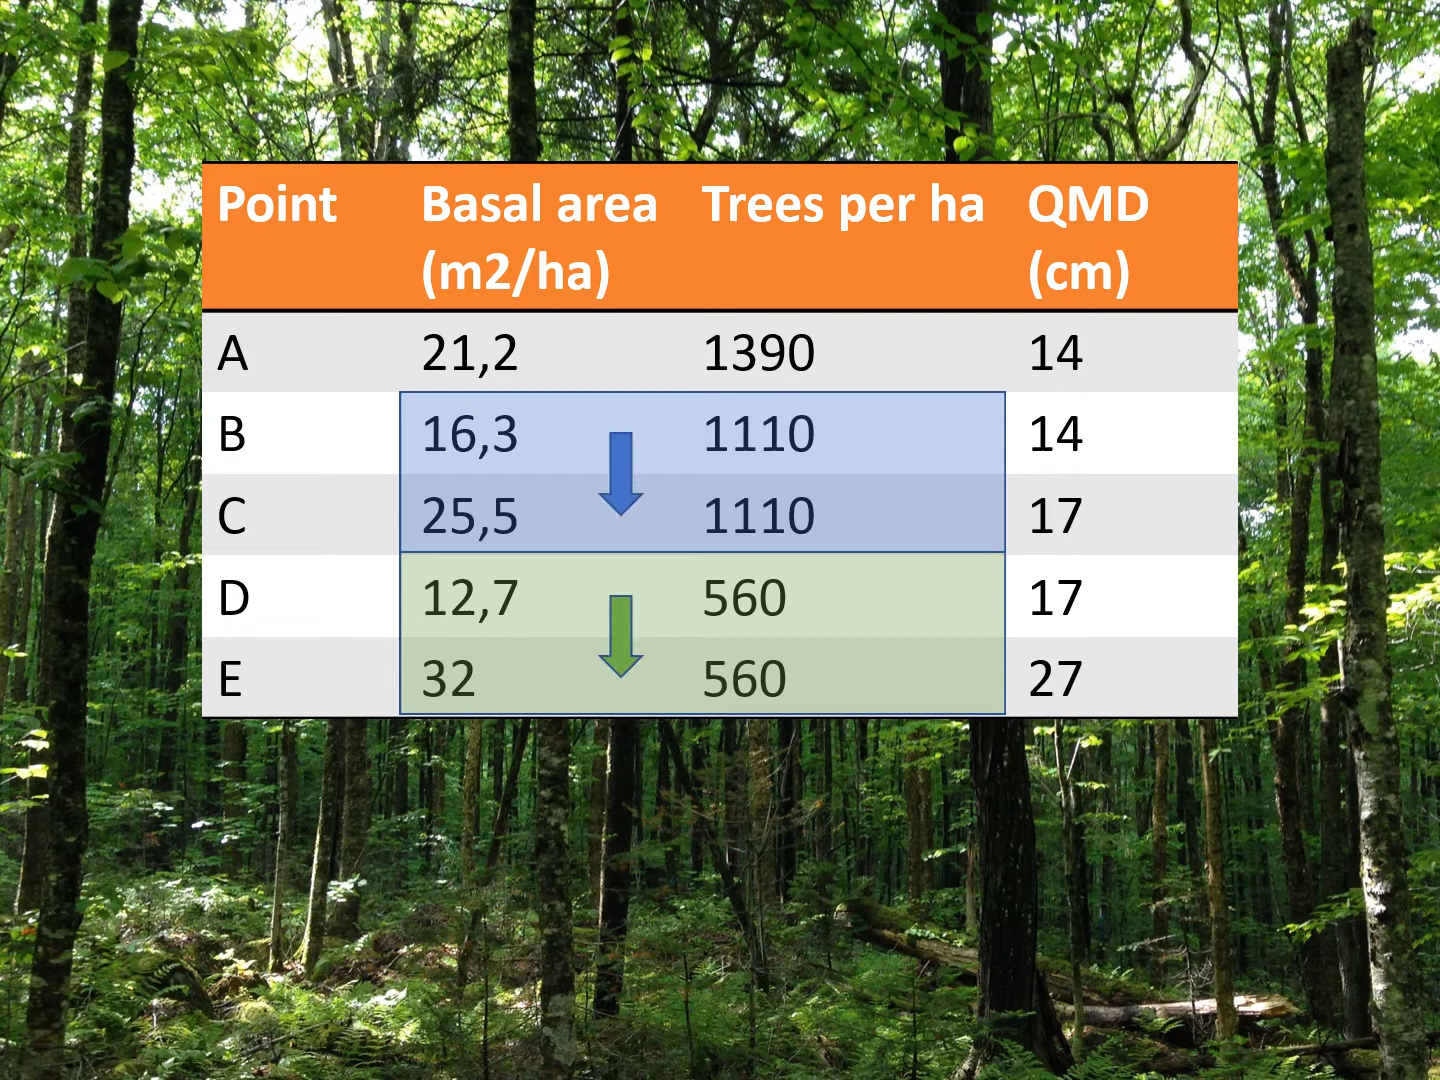 Point Basal area (m2/ha) Trees per ha QMD (cm)
A 21,2 1390 14
B 16,3 1110 14
C 25,5 1110 17
D 12,7 560 17
E 32 560 27